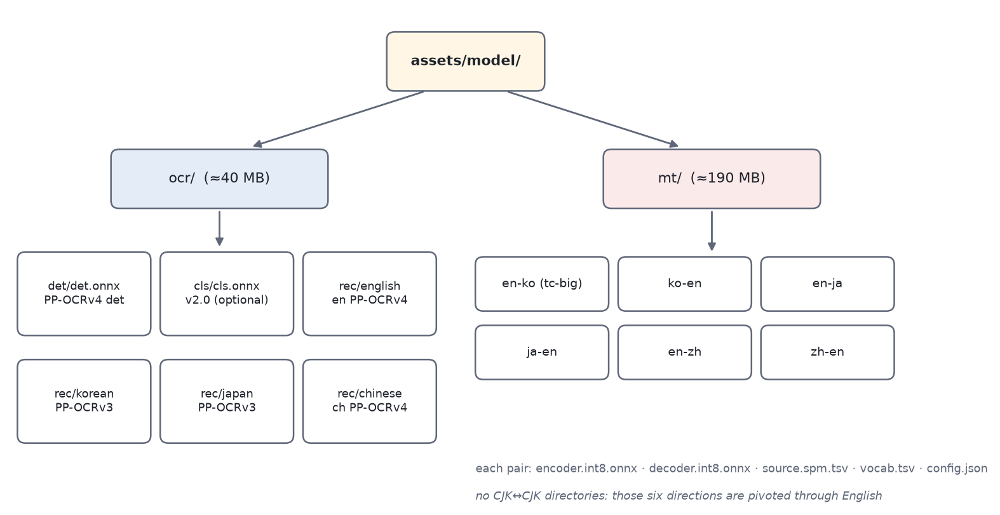 assets/model/
ocr/  (≈40 MB)
mt/  (≈190 MB)
det/det.onnx
PP-OCRv4 det
cls/cls.onnx
v2.0 (optional)
rec/english
en PP-OCRv4
rec/korean
PP-OCRv3
rec/japan
PP-OCRv3
rec/chinese
ch PP-OCRv4
en-ko (tc-big)
ko-en
en-ja
ja-en
en-zh
zh-en
each pair: encoder.int8.onnx · decoder.int8.onnx · source.spm.tsv · vocab.tsv · config.json
no CJK↔CJK directories: those six directions are pivoted through English